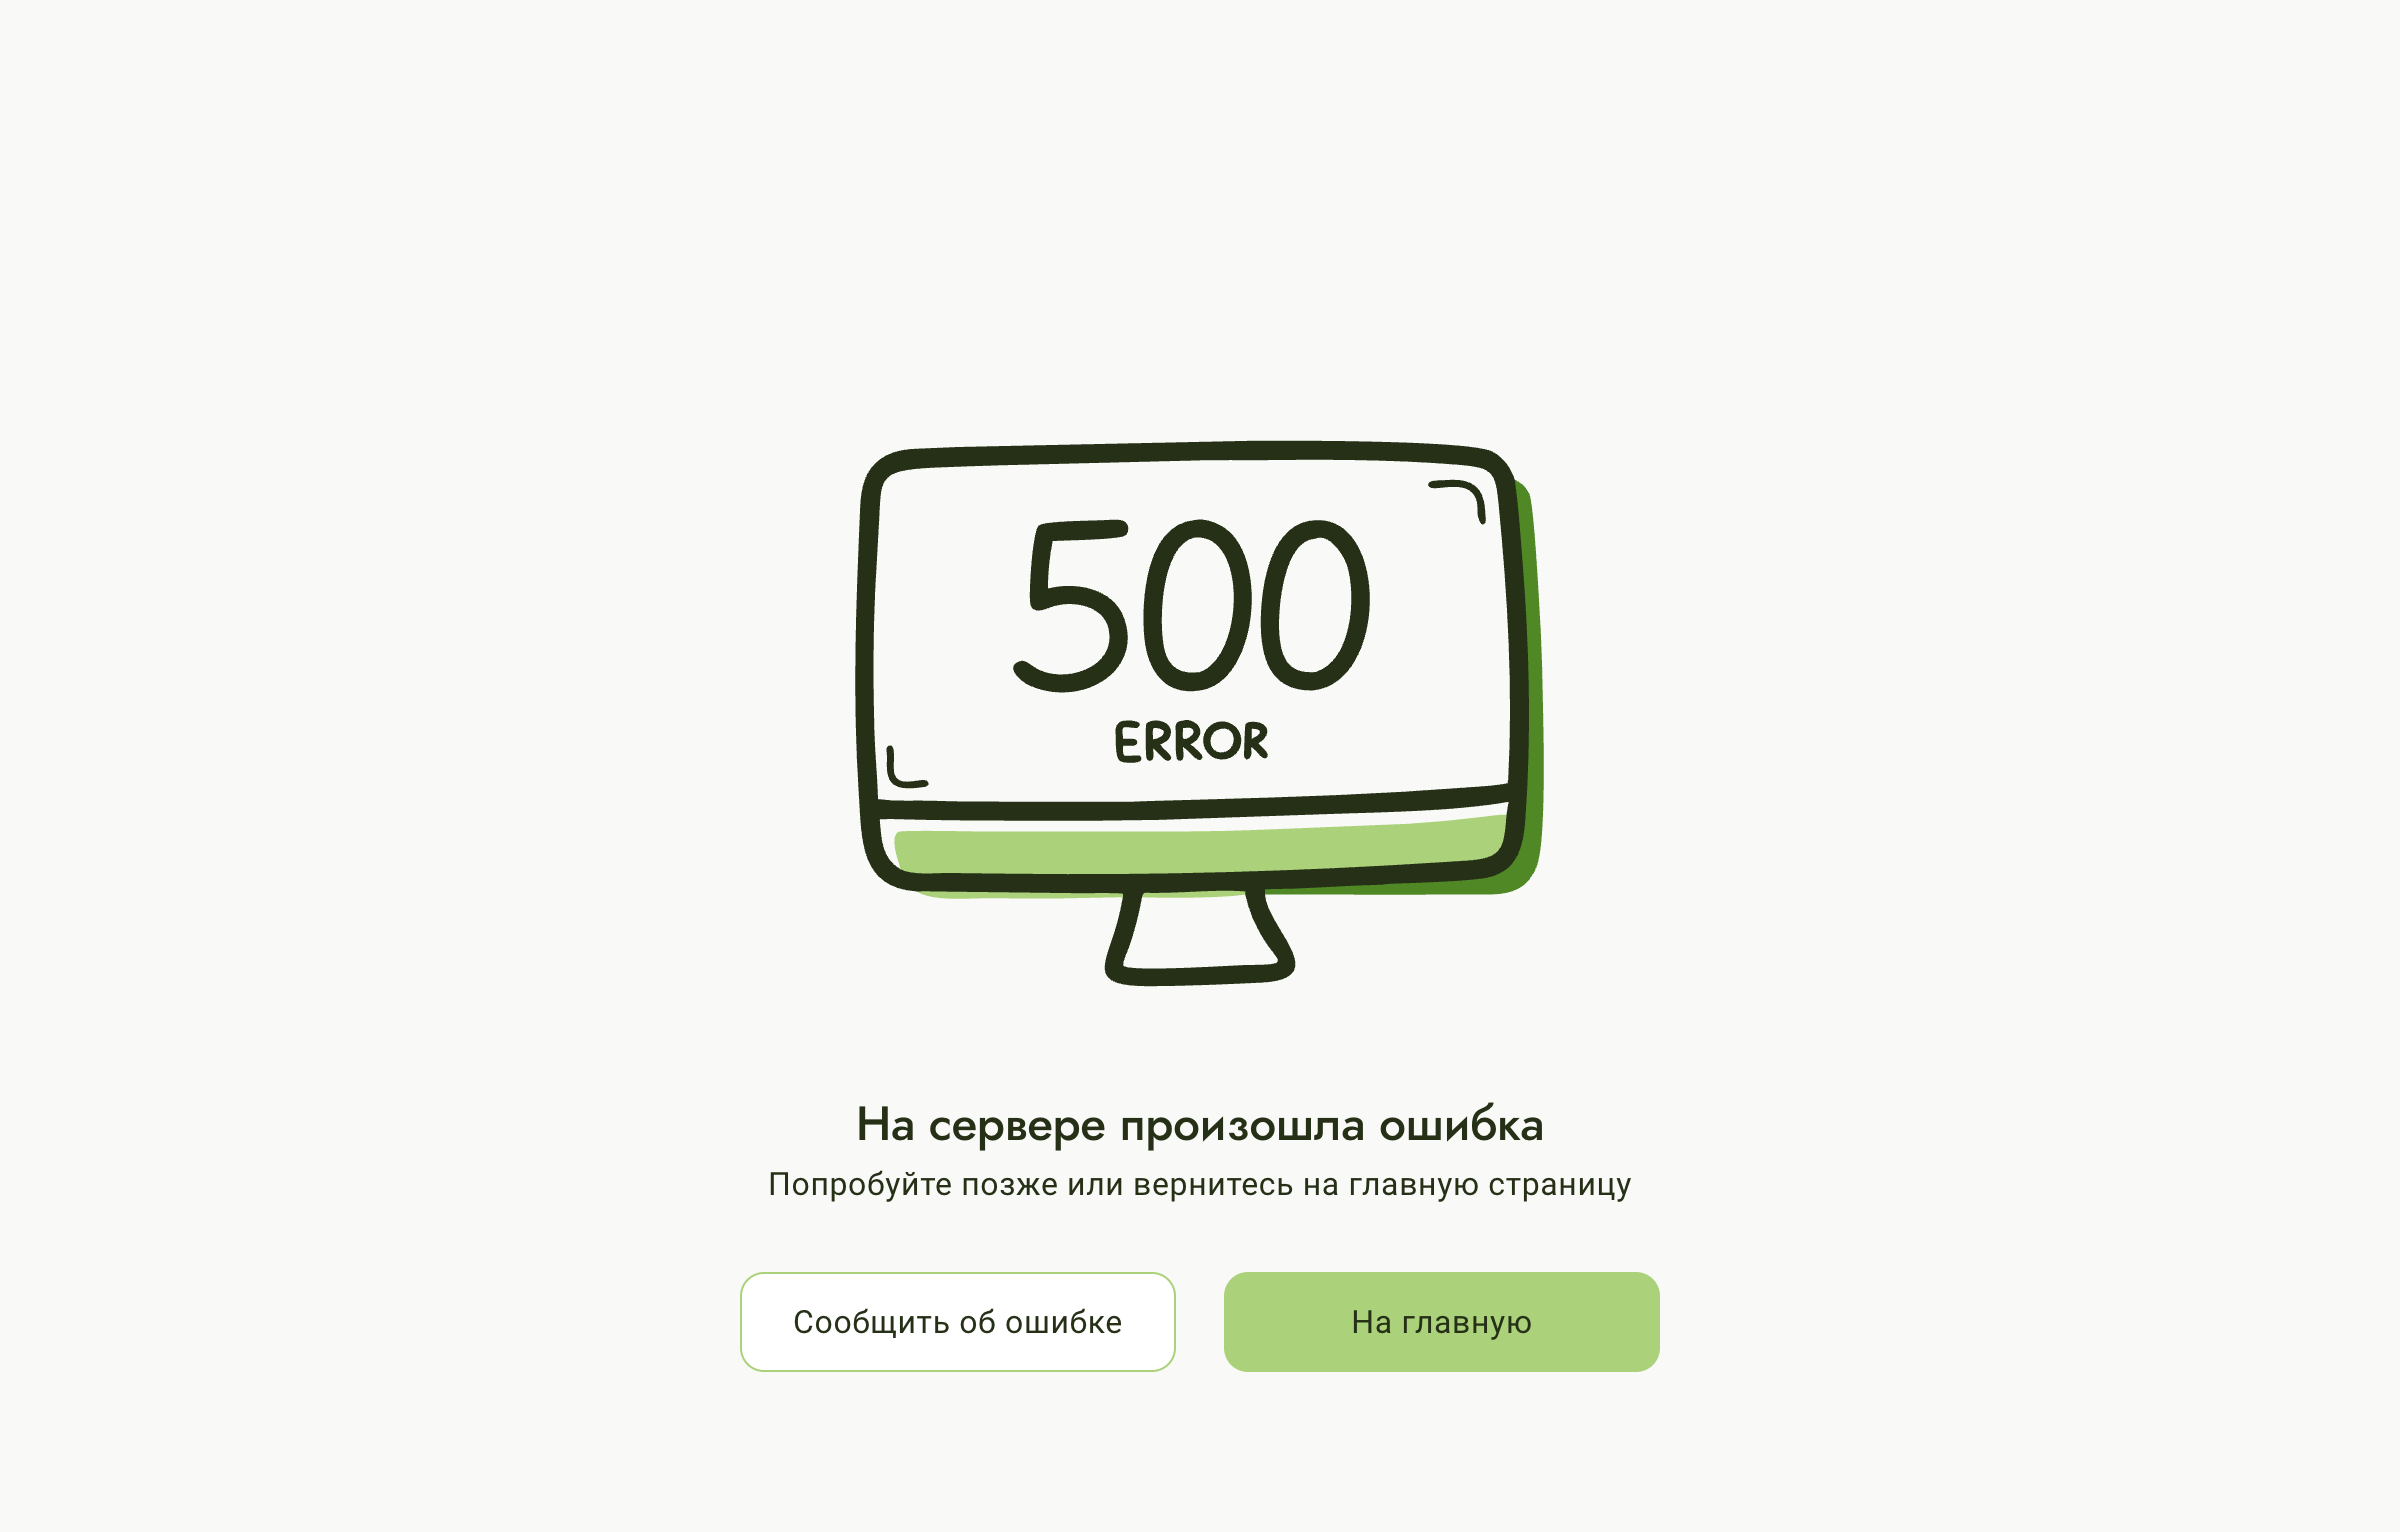 500
ERROR
На сервере произошла ошибка
Попробуйте позже или вернитесь на главную страницу
Сообщить об ошибке
На главную